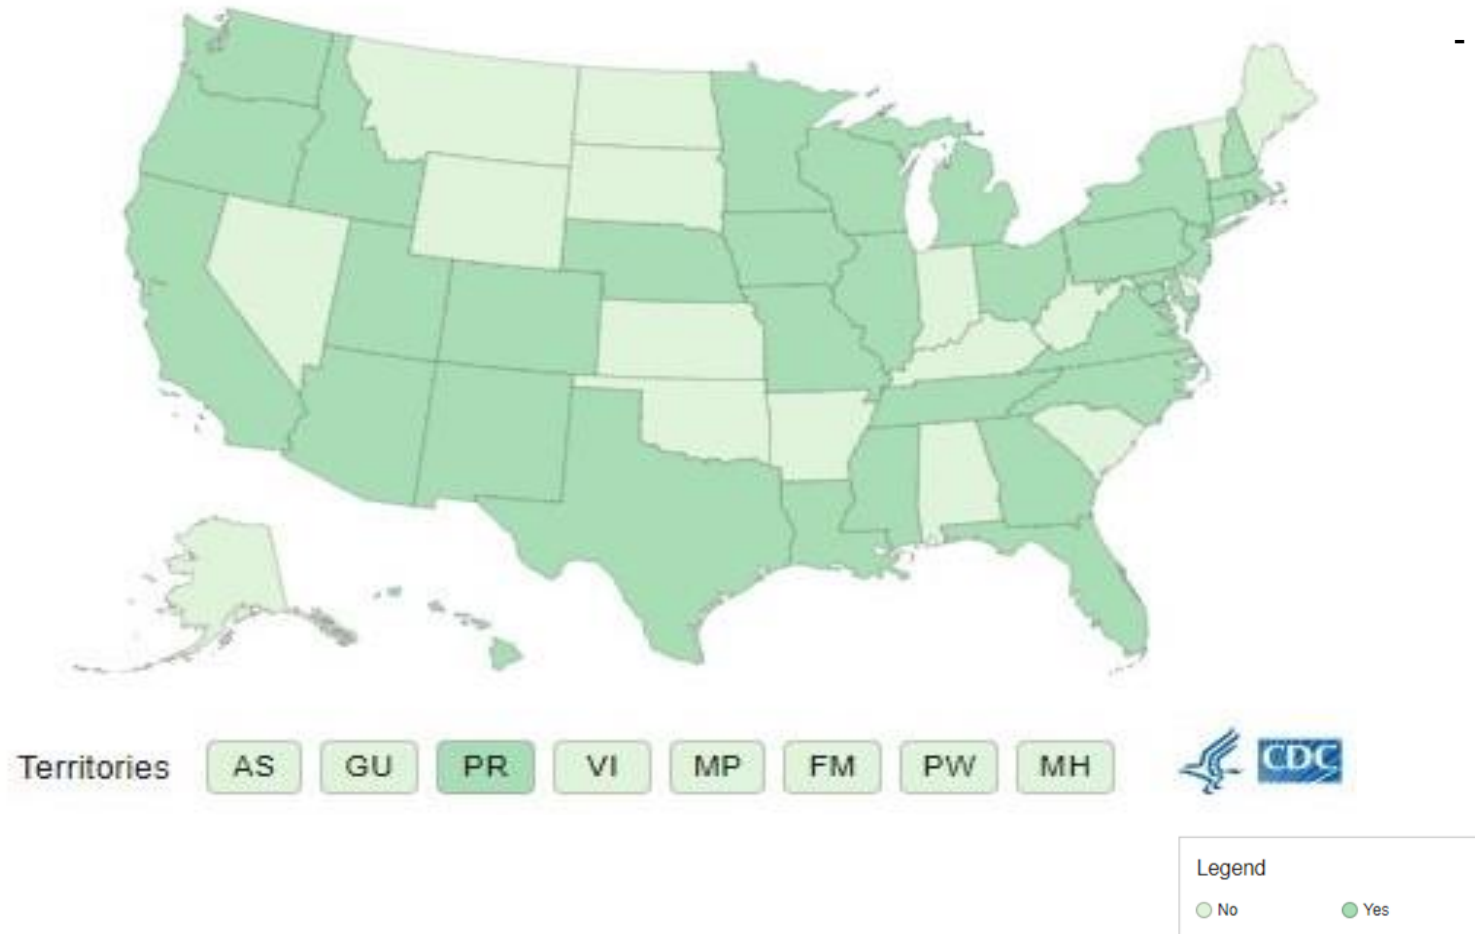 -
Territories AS GU PR VI MP FM PW MH CDC
Legend
No Yes